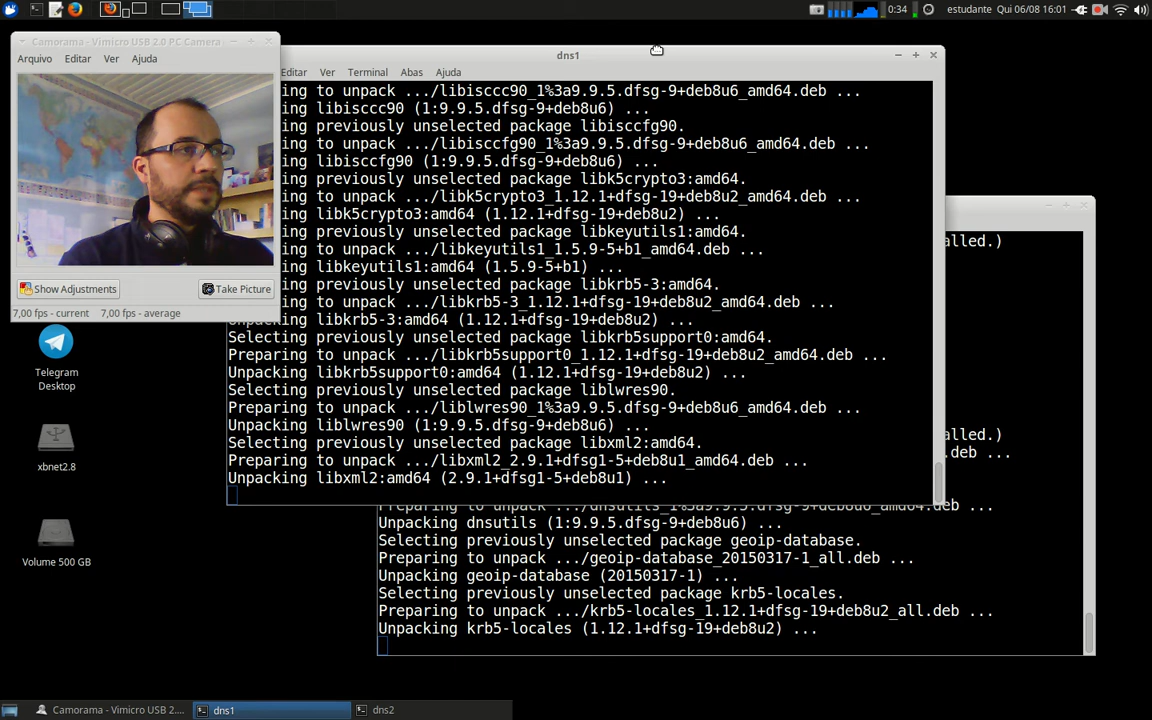 0:34 estudante Qui 06/08 16:01
Camorama - Vimicro USB 2.0 PC Camera
Arquivo Editar Ver Ajuda
Show Adjustments Take Picture
7,00 fps - current 7,00 fps - average
Telegram
Desktop
xbnet2.8
Volume 500 GB
dns1
Editar Ver Terminal Abas Ajuda
ing to unpack .../libisccc90_1%3a9.9.5.dfsg-9+deb8u6_amd64.deb ...
ing libisccc90 (1:9.9.5.dfsg-9+deb8u6) ...
ing previously unselected package libisccfg90.
ing to unpack .../libisccfg90_1%3a9.9.5.dfsg-9+deb8u6_amd64.deb ...
ing libisccfg90 (1:9.9.5.dfsg-9+deb8u6) ...
ing previously unselected package libk5crypto3:amd64.
ing to unpack .../libk5crypto3_1.12.1+dfsg-19+deb8u2_amd64.deb ...
ing libk5crypto3:amd64 (1.12.1+dfsg-19+deb8u2) ...
ing previously unselected package libkeyutils1:amd64.
ing to unpack .../libkeyutils1_1.5.9-5+b1_amd64.deb ...
ing libkeyutils1:amd64 (1.5.9-5+b1) ...
ing previously unselected package libkrb5-3:amd64.
ing to unpack .../libkrb5-3_1.12.1+dfsg-19+deb8u2_amd64.deb ...
Unpacking libkrb5-3:amd64 (1.12.1+dfsg-19+deb8u2) ...
Selecting previously unselected package libkrb5support0:amd64.
Preparing to unpack .../libkrb5support0_1.12.1+dfsg-19+deb8u2_amd64.deb ...
Unpacking libkrb5support0:amd64 (1.12.1+dfsg-19+deb8u2) ...
Selecting previously unselected package liblwres90.
Preparing to unpack .../liblwres90_1%3a9.9.5.dfsg-9+deb8u6_amd64.deb ...
Unpacking liblwres90 (1:9.9.5.dfsg-9+deb8u6) ...
Selecting previously unselected package libxml2:amd64.
Preparing to unpack .../libxml2_2.9.1+dfsg1-5+deb8u1_amd64.deb ...
Unpacking libxml2:amd64 (2.9.1+dfsg1-5+deb8u1) ...
alled.)
alled.)
.deb ...
Preparing to unpack .../dnsutils_1%3a9.9.5.dfsg-9+deb8u6_amd64.deb ...
Unpacking dnsutils (1:9.9.5.dfsg-9+deb8u6) ...
Selecting previously unselected package geoip-database.
Preparing to unpack .../geoip-database_20150317-1_all.deb ...
Unpacking geoip-database (20150317-1) ...
Selecting previously unselected package krb5-locales.
Preparing to unpack .../krb5-locales_1.12.1+dfsg-19+deb8u2_all.deb ...
Unpacking krb5-locales (1.12.1+dfsg-19+deb8u2) ...
Camorama - Vimicro USB 2.... dns1 dns2